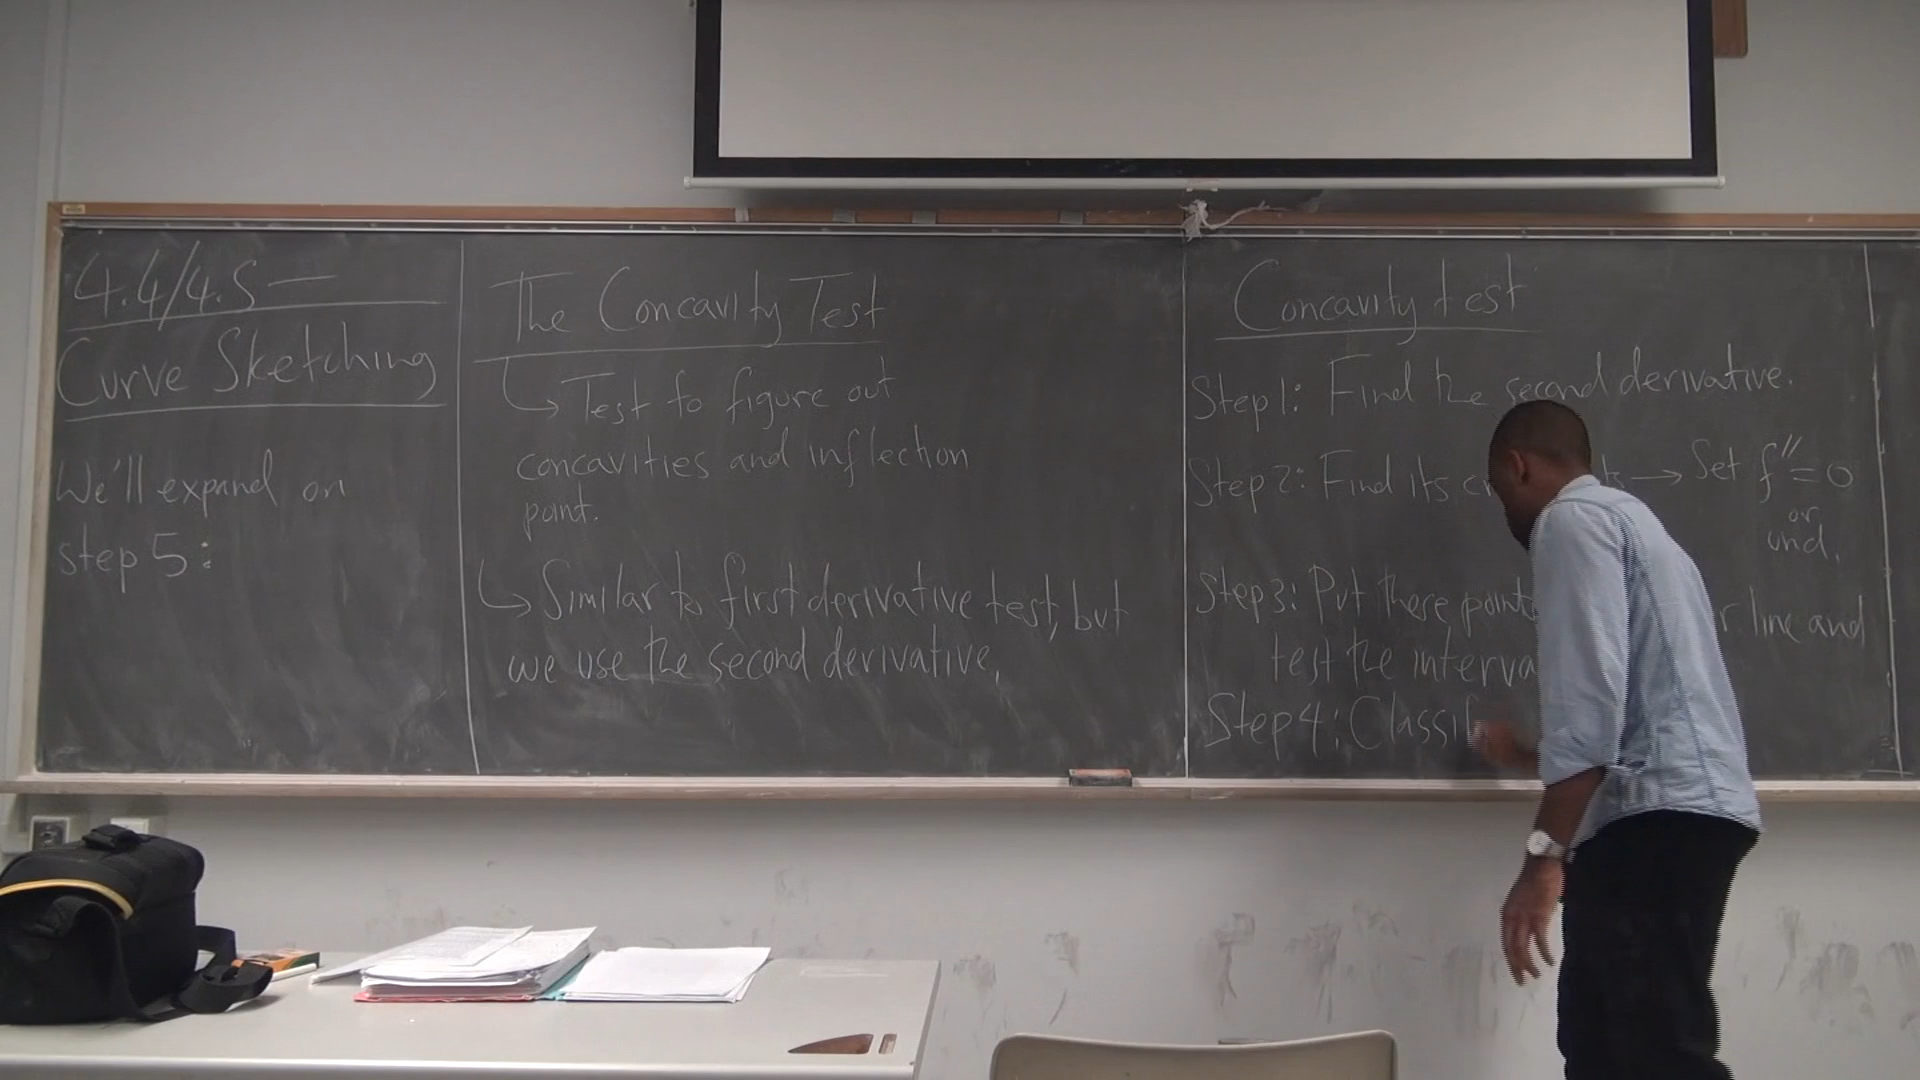 4.4/4.5 —
Curve Sketching
We'll expand on
step 5:
The Concavity Test
↳ Test to figure out
concavities and inflection
point.
↳ Similar to first derivative test, but
we use the second derivative.
Concavity test
Step 1: Find the second derivative.
Step 2: Find its → Set f''=0
or
und.
Step 3: Put these line and
test the
Step 4: